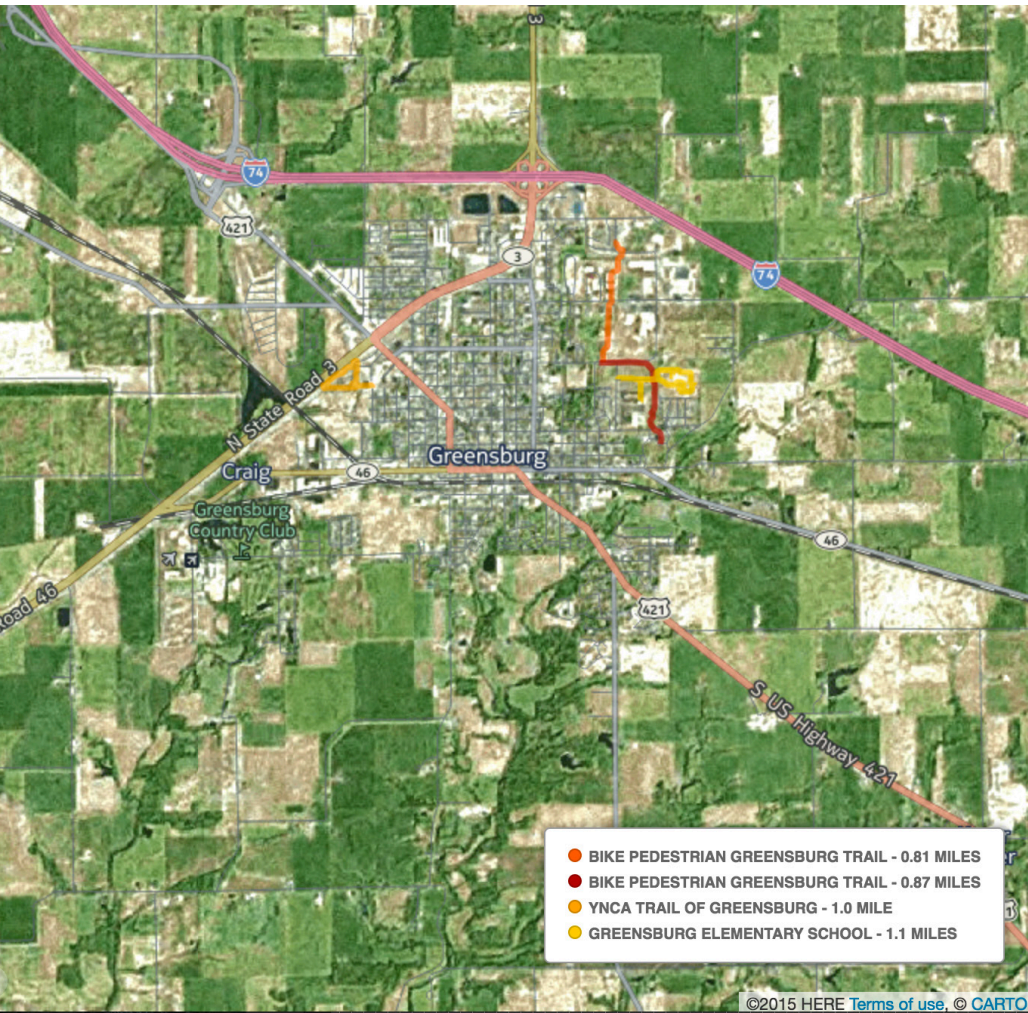 3
74
421
3
74
N State Road 3
Greensburg
Craig
46
Greensburg
Country Club
46
Road 46
421
S US Highway 421
BIKE PEDESTRIAN GREENSBURG TRAIL - 0.81 MILES
BIKE PEDESTRIAN GREENSBURG TRAIL - 0.87 MILES
YNCA TRAIL OF GREENSBURG - 1.0 MILE
GREENSBURG ELEMENTARY SCHOOL - 1.1 MILES
©2015 HERE Terms of use, © CARTO